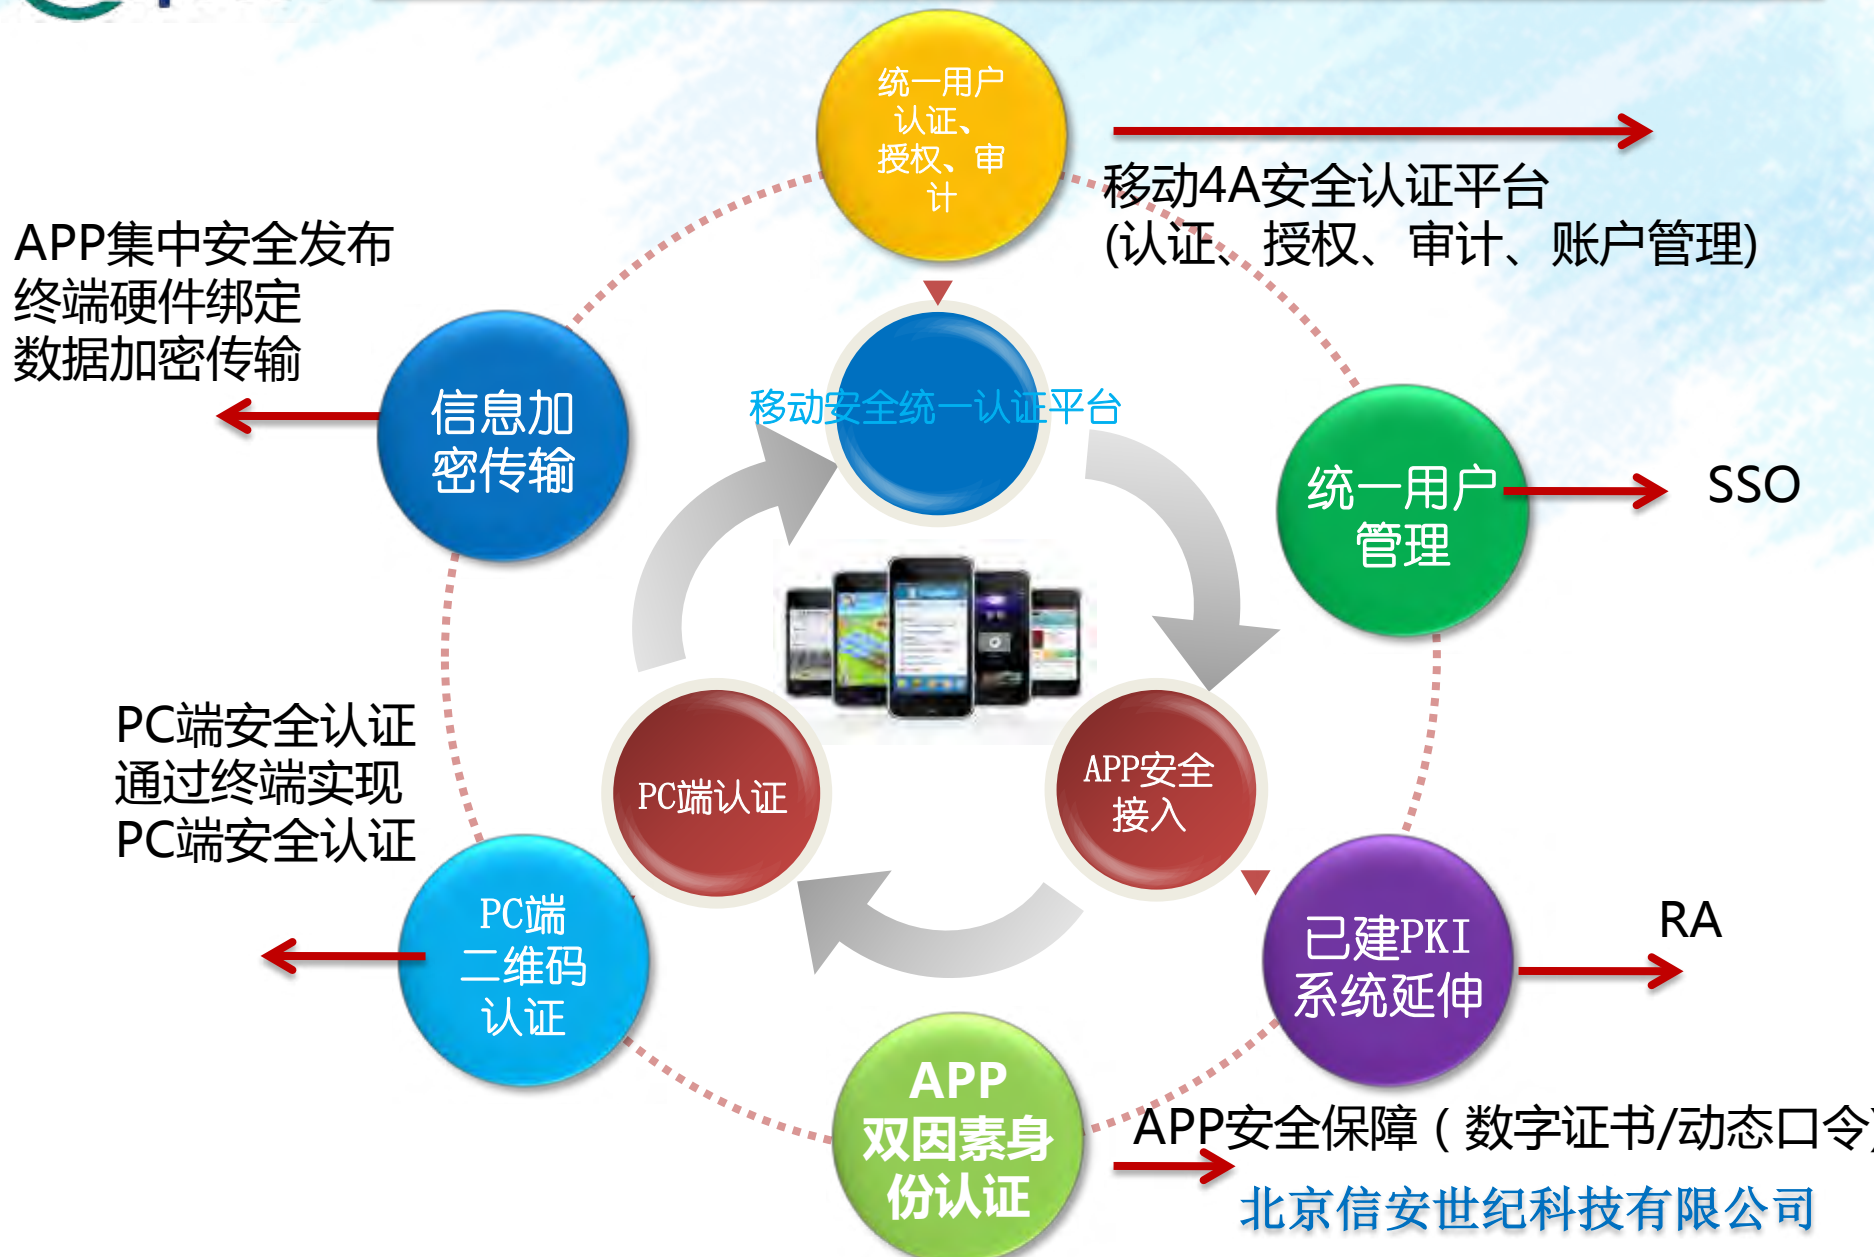 统一用户
认证、
授权、审
计
移动4A安全认证平台
(认证、授权、审计、账户管理)
APP集中安全发布
终端硬件绑定
数据加密传输
信息加
密传输
移动安全统一认证平台
统一用户
管理
SSO
PC端安全认证
通过终端实现
PC端安全认证
PC端认证
APP安全
接入
PC端
二维码
认证
已建PKI
系统延伸
RA
APP
双因素身
份认证
APP安全保障（数字证书/动态口令)
北京信安世纪科技有限公司